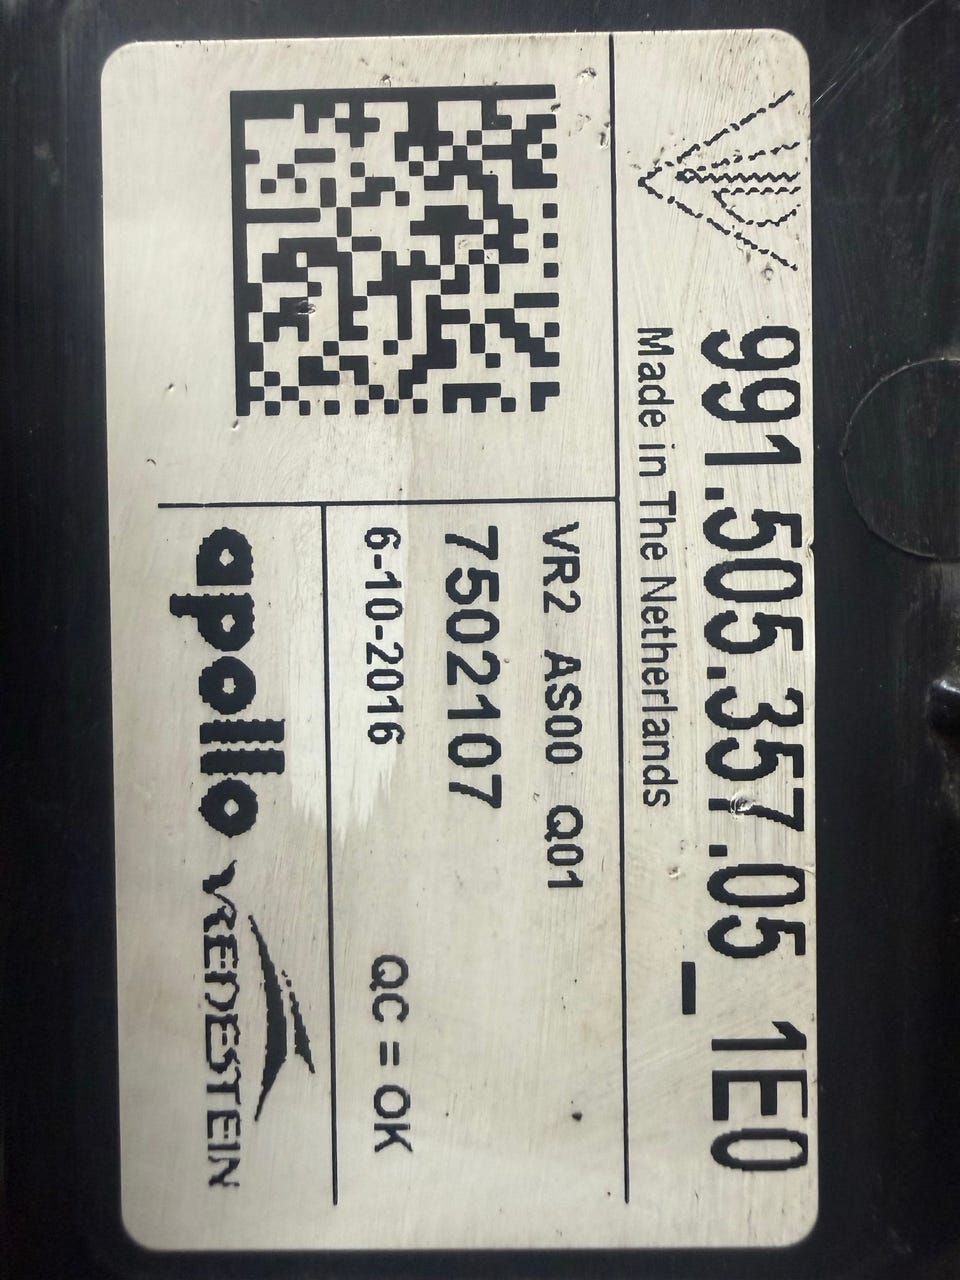 991.505.357.05_1E0
Made in The Netherlands
VR2 AS00 Q01
7502107
6-10-2016 QC = OK
apollo VREDESTEIN